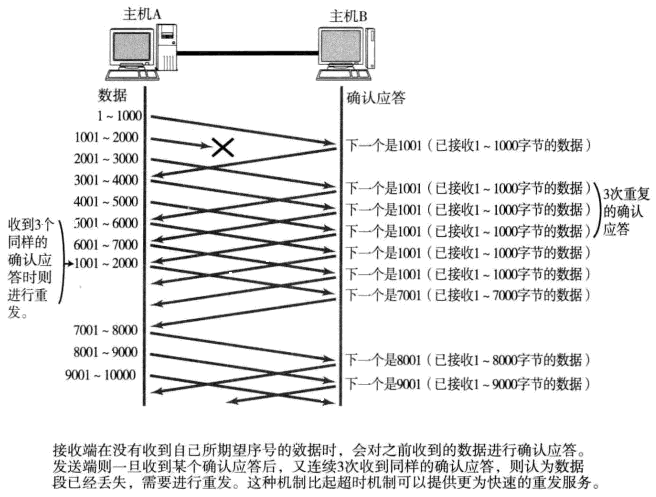 主机A
主机B
数据
确认应答
1~1000
1001~2000
2001~3000
3001~4000
4001~5000
5001~6000
6001~7000
1001~2000
7001~8000
8001~9000
9001~10000
收到3个
同样的
确认应
答时则
进行重
发。
下一个是1001（已接收1~1000字节的数据）
下一个是1001（已接收1~1000字节的数据）
下一个是1001（已接收1~1000字节的数据）
下一个是1001（已接收1~1000字节的数据）
下一个是1001（已接收1~1000字节的数据）
下一个是1001（已接收1~1000字节的数据）
下一个是7001（已接收1~7000字节的数据）
下一个是8001（已接收1~8000字节的数据）
下一个是9001（已接收1~9000字节的数据）
3次重复
的确认
应答
接收端在没有收到自己所期望序号的数据时，会对之前收到的数据进行确认应答。
发送端则一旦收到某个确认应答后，又连续3次收到同样的确认应答，则认为数据
段已经丢失，需要进行重发。这种机制比起超时机制可以提供更为快速的重发服务。